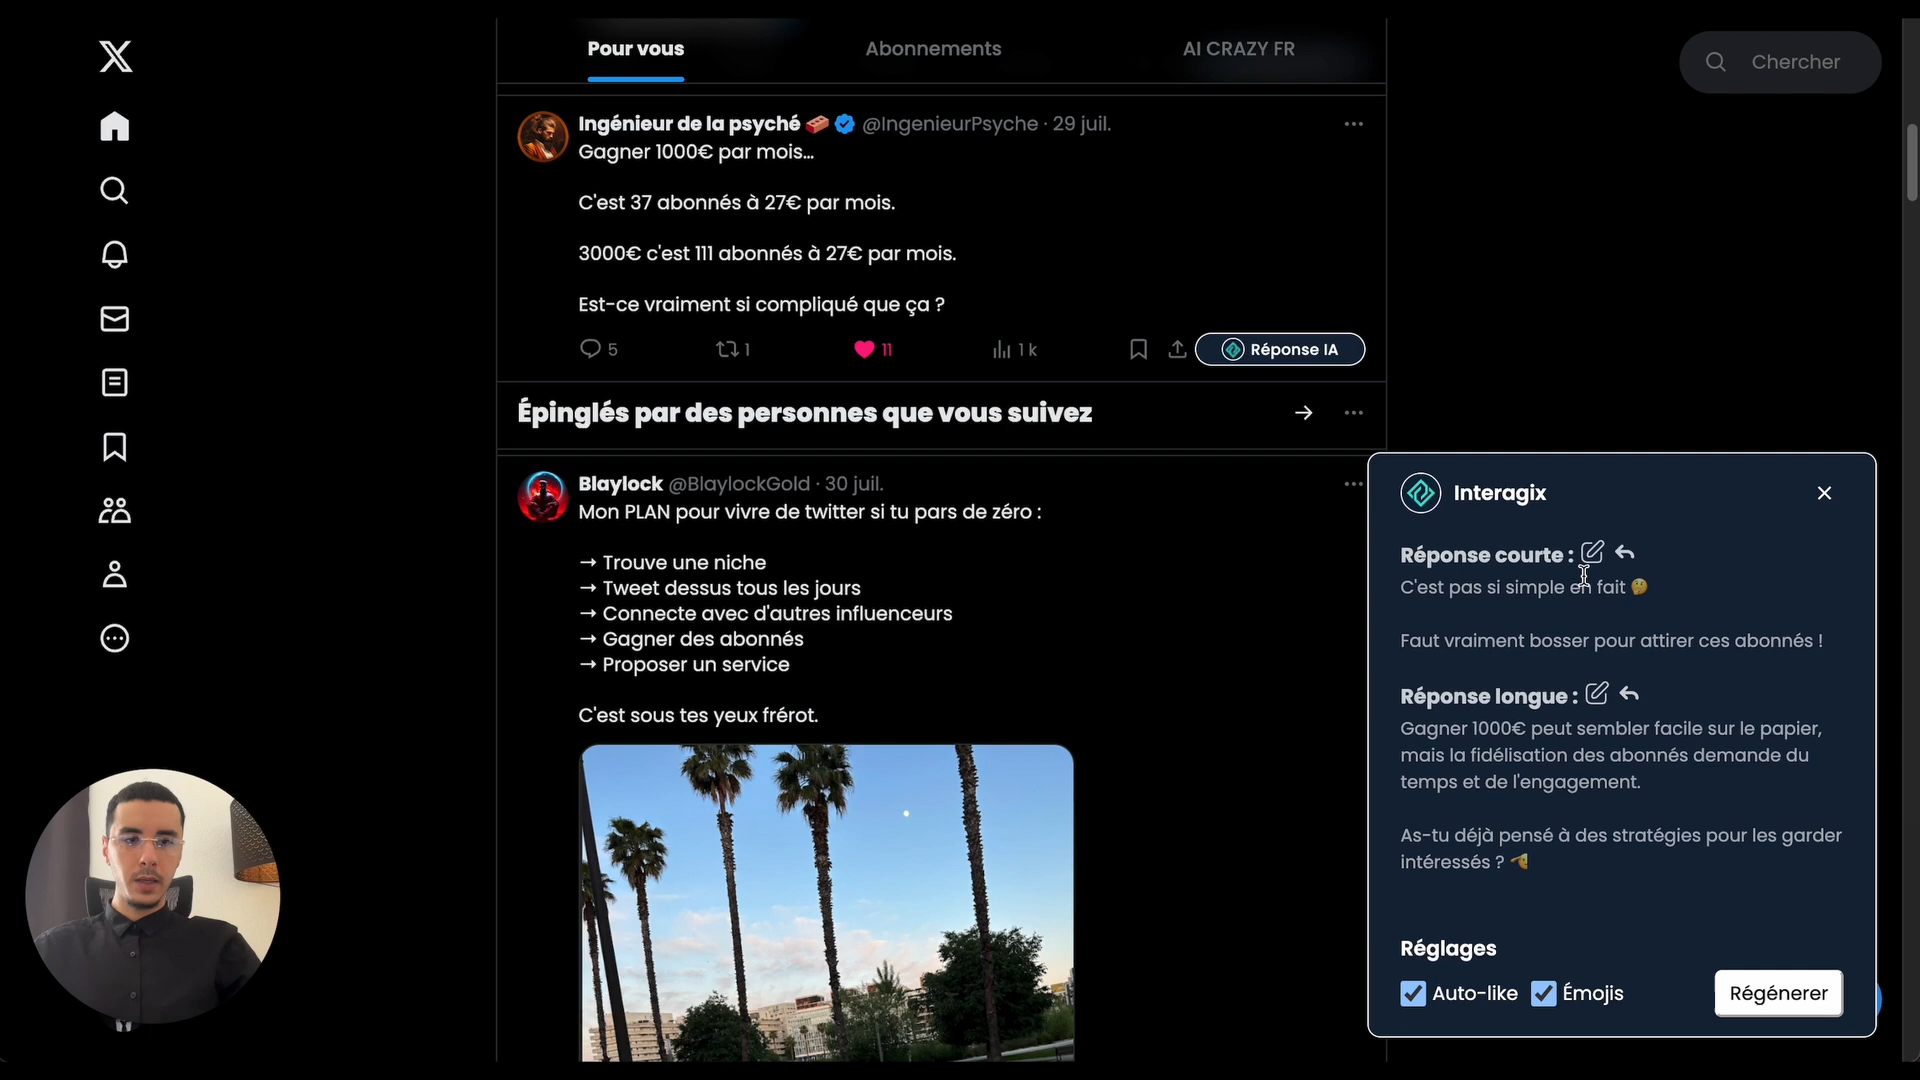 Pour vous
Abonnements
AI CRAZY FR
Chercher
Ingénieur de la psyché @IngenieurPsyche · 29 juil.
Gagner 1000€ par mois...
C'est 37 abonnés à 27€ par mois.
3000€ c'est 111 abonnés à 27€ par mois.
Est-ce vraiment si compliqué que ça ?
5
1
11
1 k
Réponse IA
Épinglés par des personnes que vous suivez
Blaylock @BlaylockGold · 30 juil.
Mon PLAN pour vivre de twitter si tu pars de zéro :
→ Trouve une niche
→ Tweet dessus tous les jours
→ Connecte avec d'autres influenceurs
→ Gagner des abonnés
→ Proposer un service
C'est sous tes yeux frérot.
Interagix
Réponse courte :
C'est pas si simple en fait 🤔
Faut vraiment bosser pour attirer ces abonnés !
Réponse longue :
Gagner 1000€ peut sembler facile sur le papier,
mais la fidélisation des abonnés demande du
temps et de l'engagement.
As-tu déjà pensé à des stratégies pour les garder
intéressés ?
Réglages
Auto-like
Émojis
Régénerer